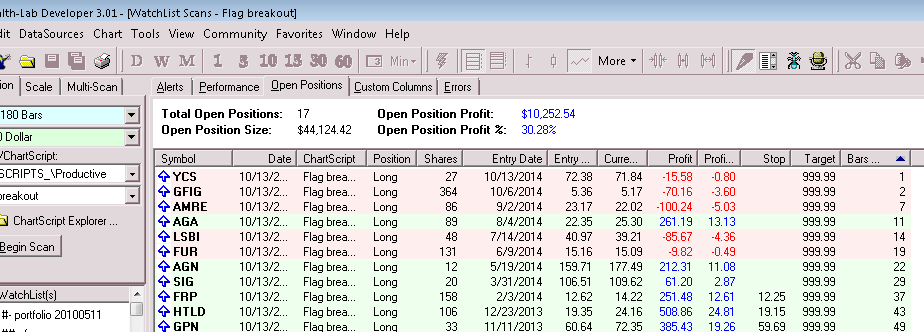 alth-Lab Developer 3.01 - [WatchList Scans - Flag breakout]
dit DataSources Chart Tools View Community Favorites Window Help
D W M 1 5 10 15 30 60 Min More
on Scale Multi-Scan Alerts Performance Open Positions Custom Columns Errors
180 Bars
0 Dollar
/ChartScript:
SCRIPTS_\Productive
breakout
ChartScript Explorer ...
Begin Scan
WatchList(s)
#- portfolio 20100511
Total Open Positions: 17 Open Position Profit: $10,252.54
Open Position Size: $44,124.42 Open Position Profit %: 30.28%
Symbol Date ChartScript Position Shares Entry Date Entry ... Curre... Profit Profi... Stop Target Bars ...
YCS 10/13/2... Flag brea... Long 27 10/13/2014 72.38 71.84 -15.58 -0.80 999.99 1
GFIG 10/13/2... Flag brea... Long 364 10/6/2014 5.36 5.17 -70.16 -3.60 999.99 2
AMRE 10/13/2... Flag brea... Long 86 9/2/2014 23.17 22.02 -100.24 -5.03 999.99 7
AGA 10/13/2... Flag brea... Long 89 8/4/2014 22.35 25.30 261.19 13.13 999.99 11
LSBI 10/13/2... Flag brea... Long 48 7/14/2014 40.97 39.21 -85.67 -4.36 999.99 14
FUR 10/13/2... Flag brea... Long 131 6/9/2014 15.16 15.09 -9.82 -0.49 999.99 19
AGN 10/13/2... Flag brea... Long 12 5/19/2014 159.71 177.49 212.31 11.08 999.99 22
SIG 10/13/2... Flag brea... Long 20 3/31/2014 106.51 109.62 61.20 2.87 999.99 29
FRP 10/13/2... Flag brea... Long 158 2/3/2014 12.62 14.22 251.48 12.61 12.25 999.99 37
HTLD 10/13/2... Flag brea... Long 106 12/23/2013 19.35 24.16 508.86 24.81 19.15 999.99 43
GPN 10/13/2... Flag brea... Long 33 11/11/2013 60.64 72.35 385.43 19.26 59.69 999.99 49